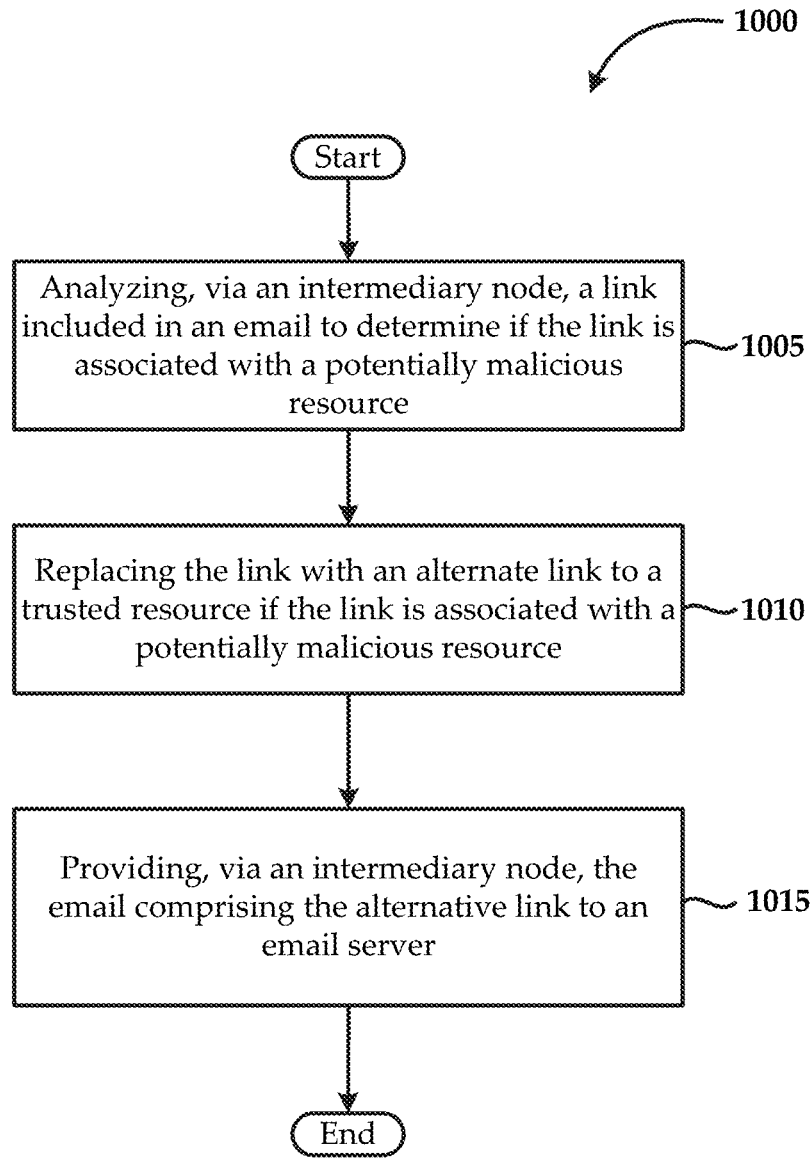 1000
Start
Analyzing, via an intermediary node, a link
included in an email to determine if the link is
associated with a potentially malicious
resource
1005
Replacing the link with an alternate link to a
trusted resource if the link is associated with a
potentially malicious resource
1010
Providing, via an intermediary node, the
email comprising the alternative link to an
email server
1015
End